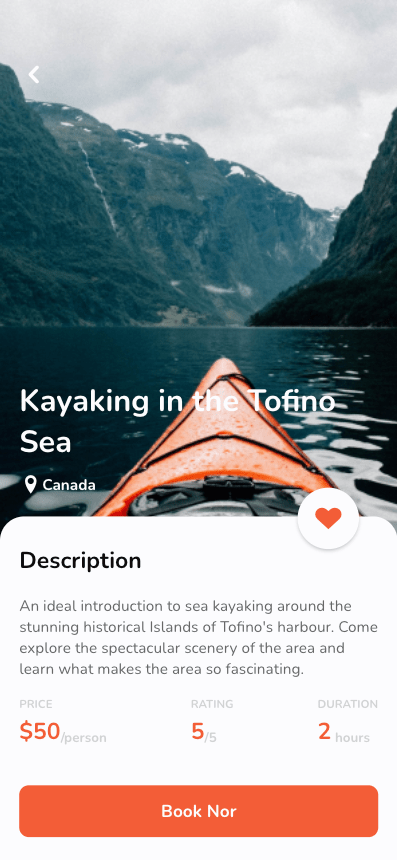 Kayaking in the Tofino
Sea
Canada
Description
An ideal introduction to sea kayaking around the
stunning historical Islands of Tofino's harbour. Come
explore the spectacular scenery of the area and
learn what makes the area so fascinating.
PRICE RATING DURATION
$50/person 5/5 2 hours
Book Nor